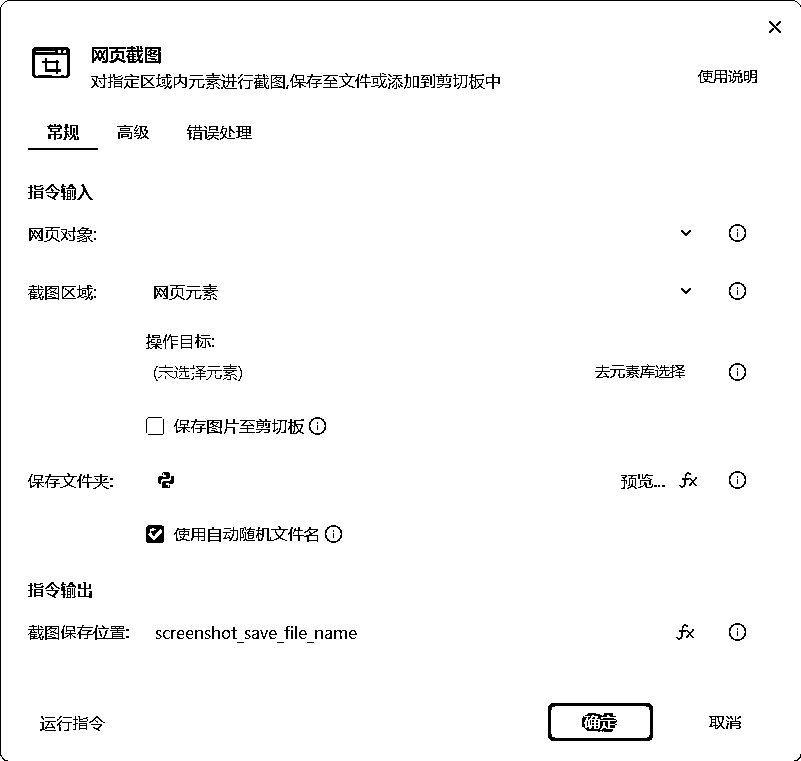 网页截图
对指定区域内元素进行截图,保存至文件或添加到剪切板中
使用说明
常规 高级 错误处理
指令输入
网页对象:
截图区域: 网页元素
操作目标:
(未选择元素) 去元素库选择
保存图片至剪切板
保存文件夹: 预览... fx
使用自动随机文件名
指令输出
截图保存位置: screenshot_save_file_name fx
运行指令 确定 取消